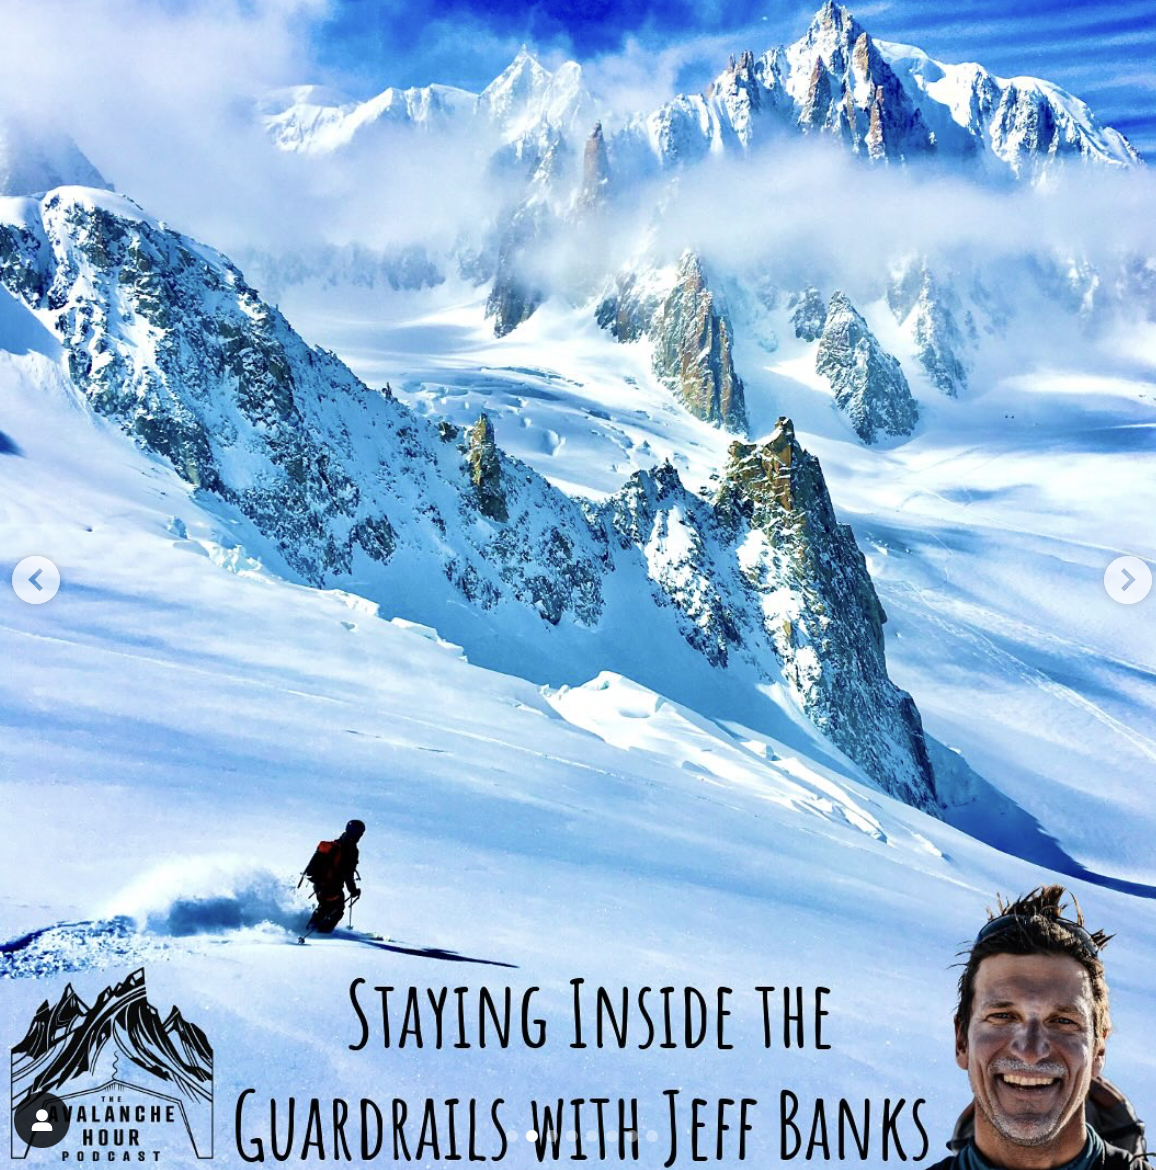 Staying Inside the
Guardrails with Jeff Banks
THE
AVALANCHE
HOUR
PODCAST